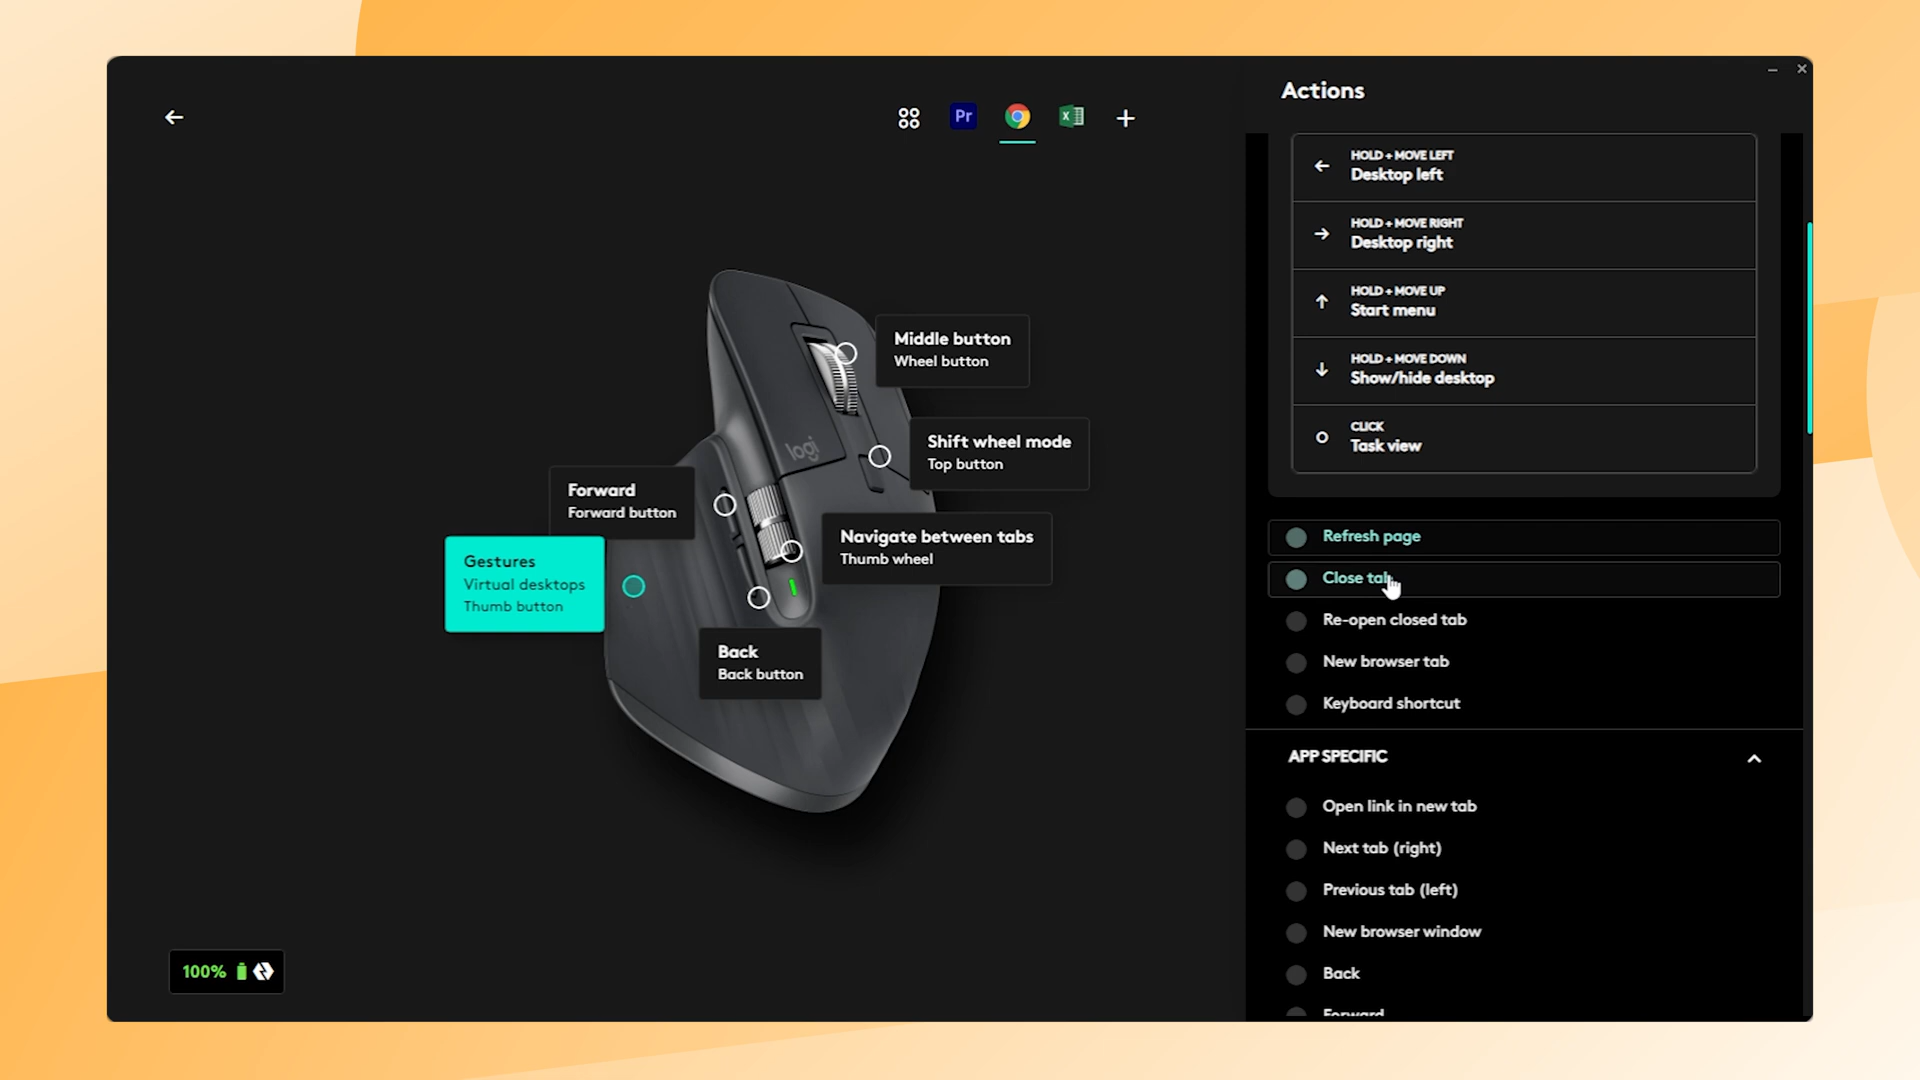 Pr
X
Middle button
Wheel button
logi
Shift wheel mode
Top button
Forward
Forward button
Navigate between tabs
Thumb wheel
Gestures
Virtual desktops
Thumb button
Back
Back button
100%
Actions
HOLD + MOVE LEFT
Desktop left
HOLD + MOVE RIGHT
Desktop right
HOLD + MOVE UP
Start menu
HOLD + MOVE DOWN
Show/hide desktop
CLICK
Task view
Refresh page
Close tab
Re-open closed tab
New browser tab
Keyboard shortcut
APP SPECIFIC
Open link in new tab
Next tab (right)
Previous tab (left)
New browser window
Back
Forward